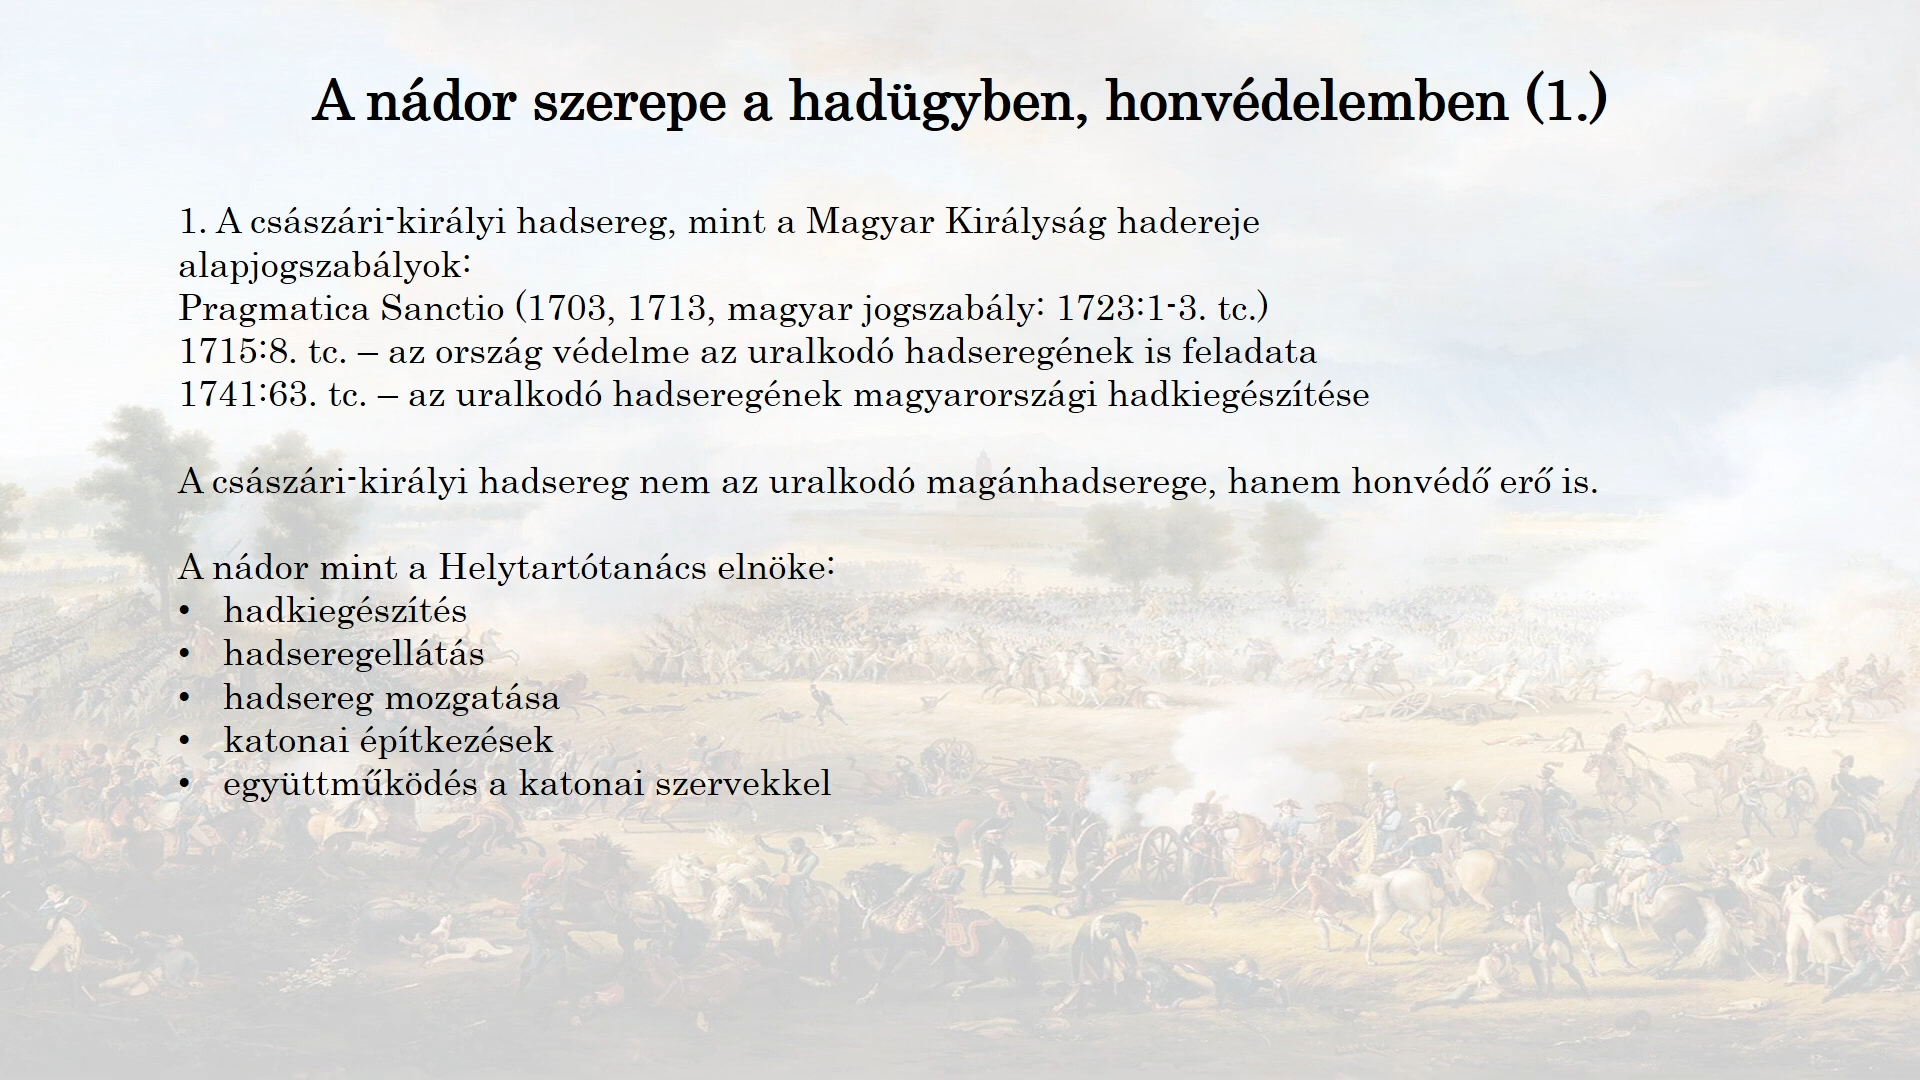 A nádor szerepe a hadügyben, honvédelemben (1.)
1. A császári-királyi hadsereg, mint a Magyar Királyság hadereje
alapjogszabályok:
Pragmatica Sanctio (1703, 1713, magyar jogszabály: 1723:1-3. tc.)
1715:8. tc. – az ország védelme az uralkodó hadseregének is feladata
1741:63. tc. – az uralkodó hadseregének magyarországi hadkiegészítése
A császári-királyi hadsereg nem az uralkodó magánhadserege, hanem honvédő erő is.
A nádor mint a Helytartótanács elnöke:
• hadkiegészítés
• hadseregellátás
• hadsereg mozgatása
• katonai építkezések
• együttműködés a katonai szervekkel